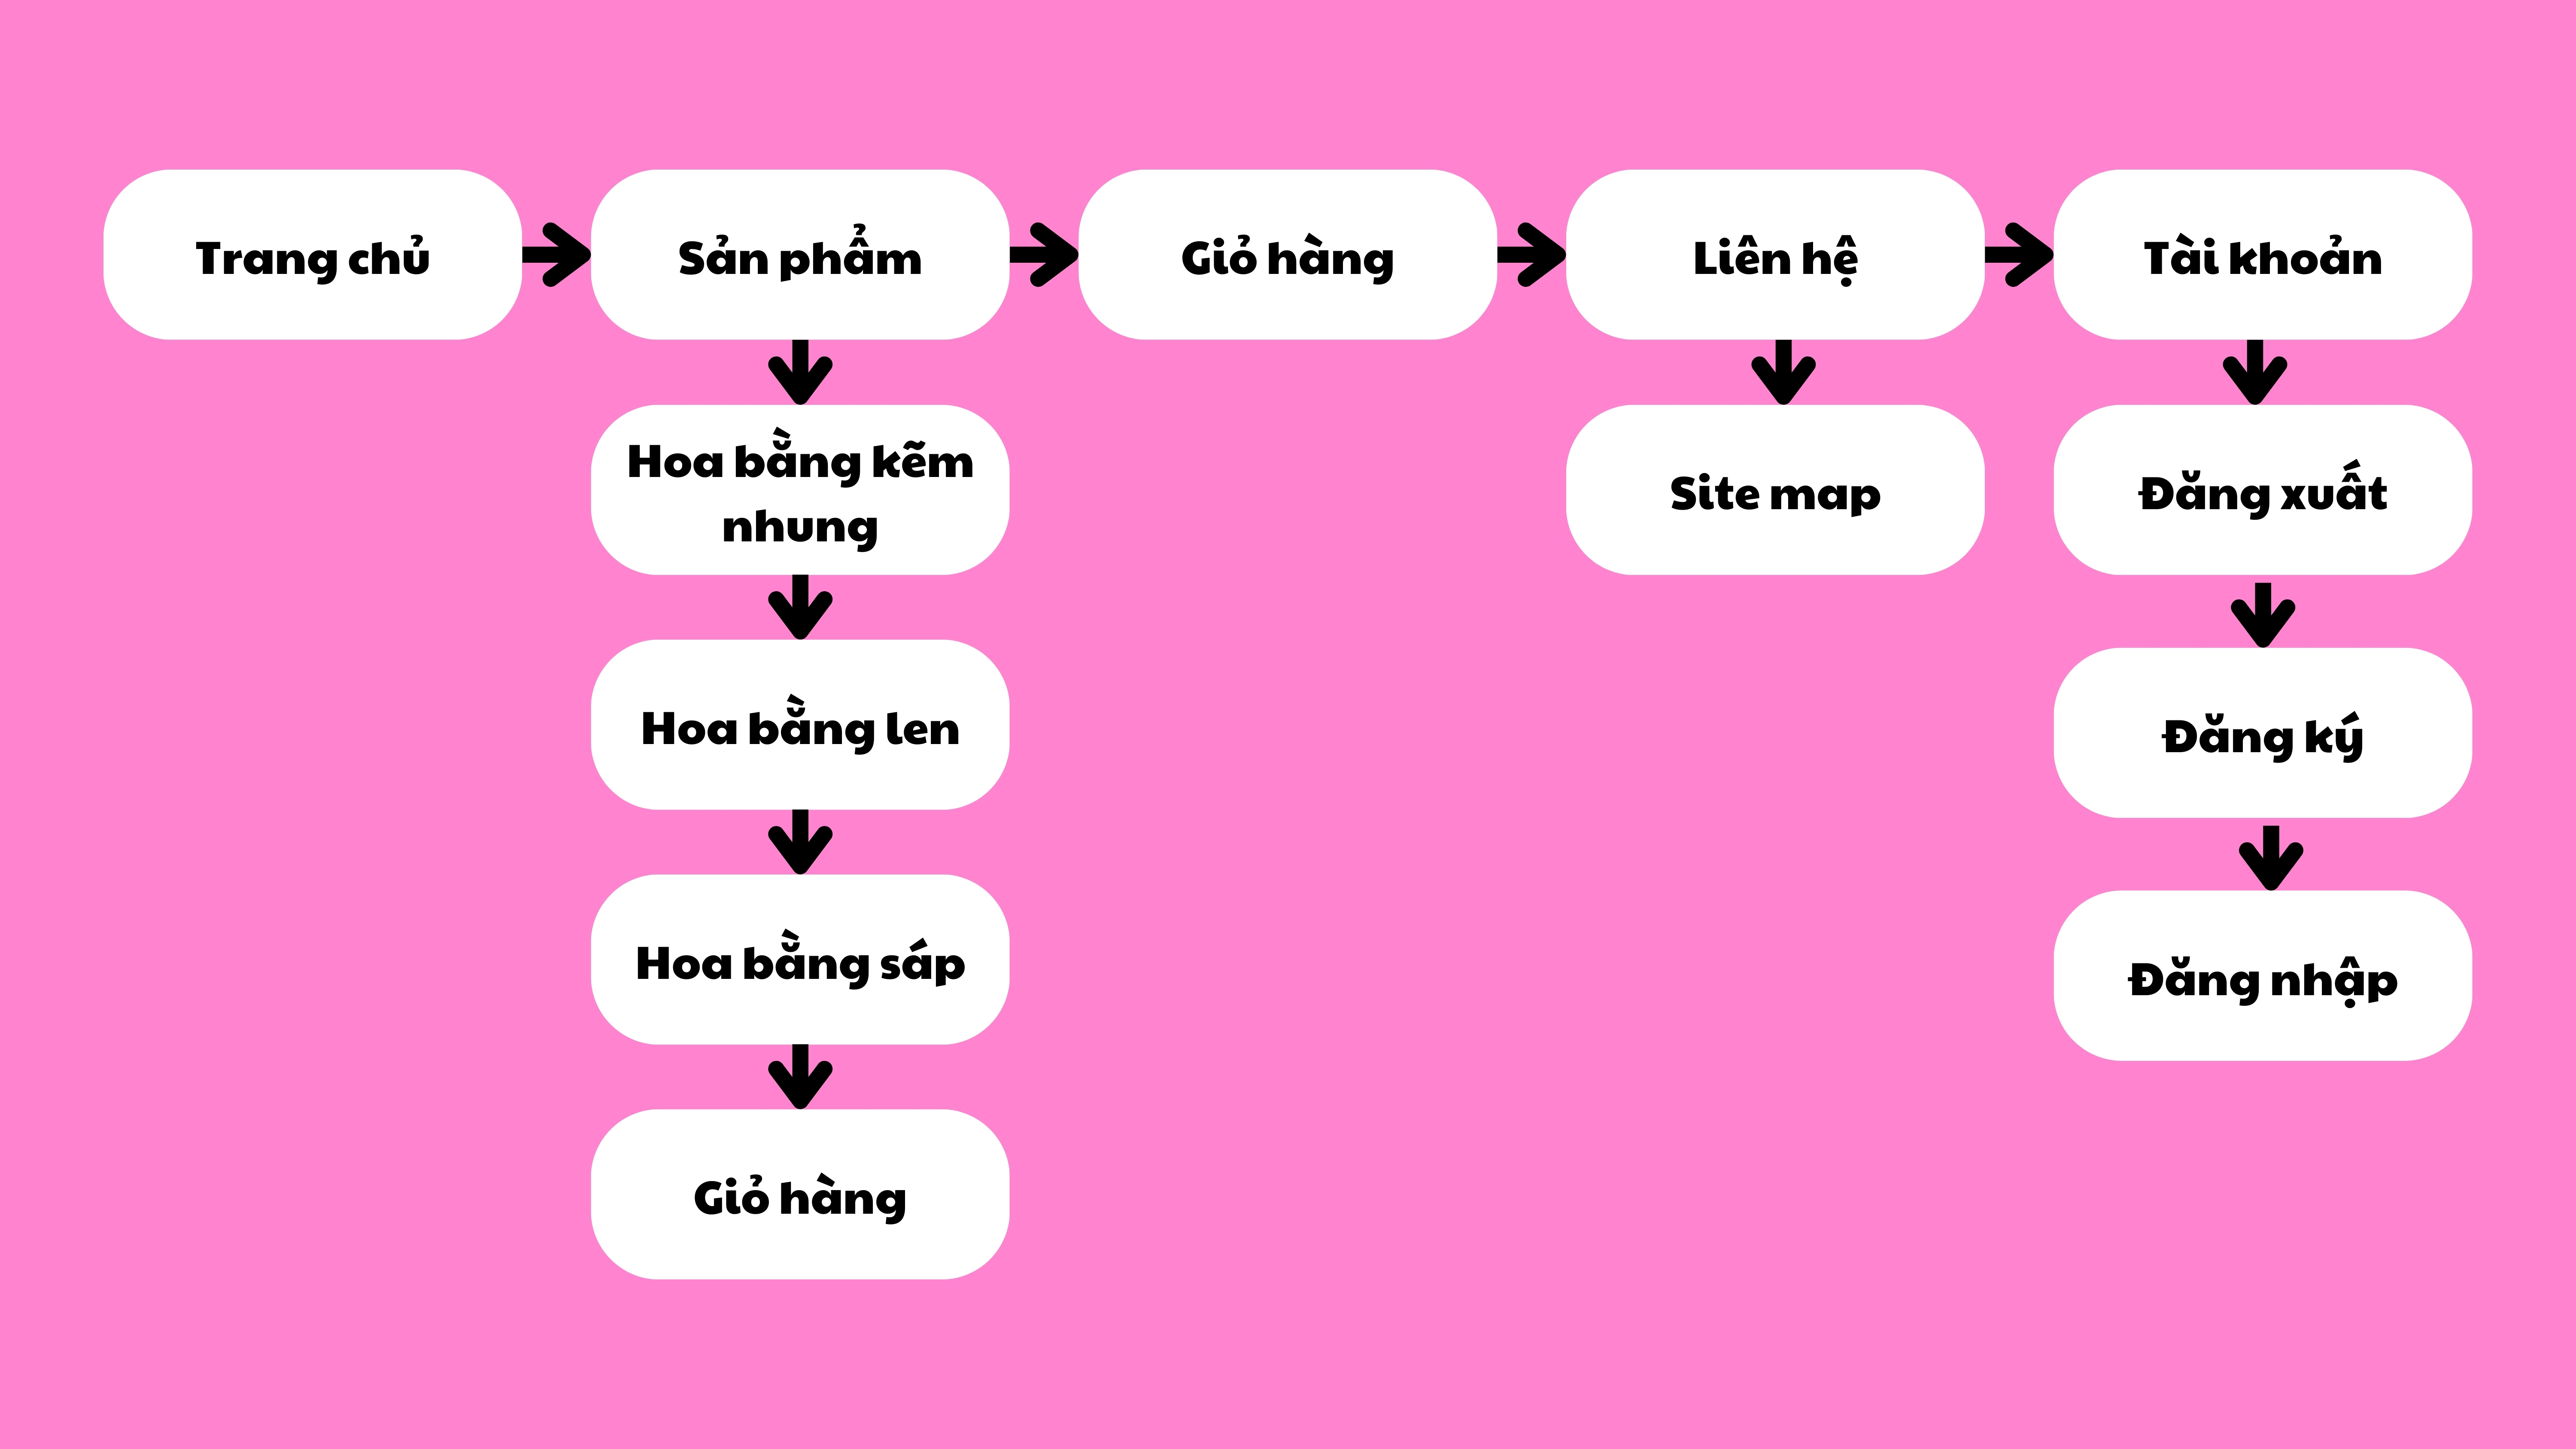 Trang chủ
Sản phẩm
Giỏ hàng
Liên hệ
Tài khoản
Hoa bằng kẽm
nhung
Site map
Đăng xuất
Hoa bằng len
Đăng ký
Hoa bằng sáp
Đăng nhập
Giỏ hàng